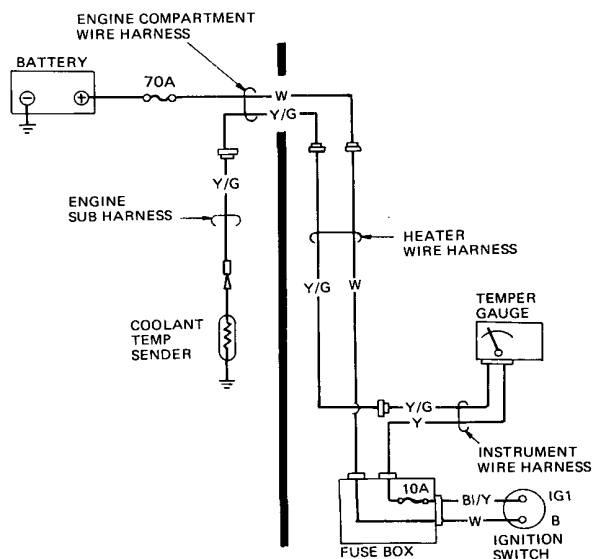 ENGINE COMPARTMENT
WIRE HARNESS
BATTERY
70A
W
Y/G
Y/G
ENGINE
SUB HARNESS
HEATER
WIRE HARNESS
Y/G
W
COOLANT
TEMP
SENDER
TEMPER
GAUGE
Y/G
Y
INSTRUMENT
WIRE HARNESS
10A
Bl/Y
IG1
W
B
FUSE BOX
IGNITION
SWITCH